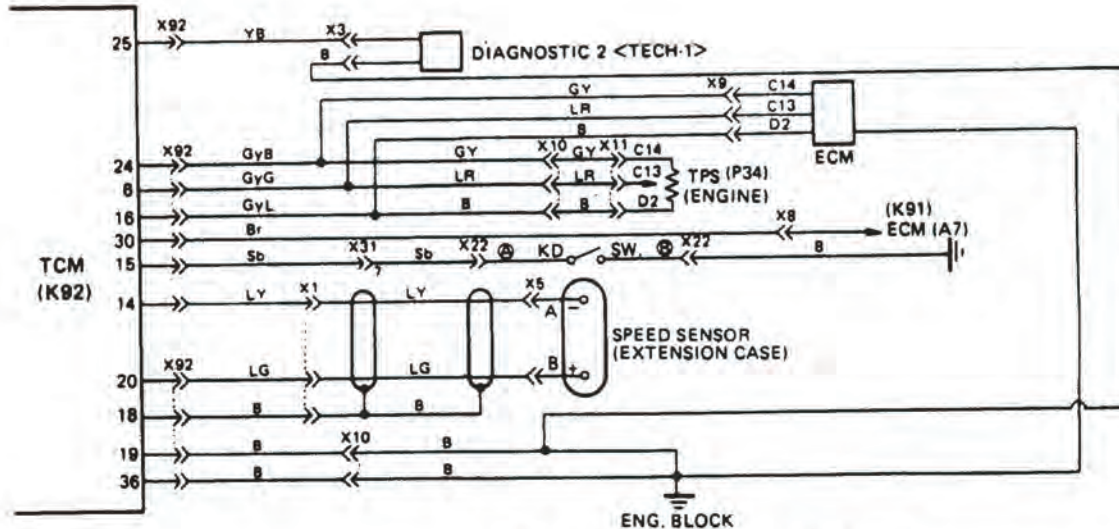 25 X92 YB X3 DIAGNOSTIC 2 <TECH-1>
B
GY X9 C14
LR C13
B D2
ECM
24 X92 GyB GY X10 GY X11 C14
8 GyG LR LR C13 TPS (P34)
(ENGINE)
16 GyL B B D2
30 Br X8 (K91)
ECM (A7)
15 Sb X31 Sb X22 Ⓐ KD SW. Ⓑ X22 B
TCM
(K92)
14 LY X1 LY X5 A −
SPEED SENSOR
(EXTENSION CASE)
20 X92 LG LG B +
18 B B
19 B X10 B
36 B B
ENG. BLOCK